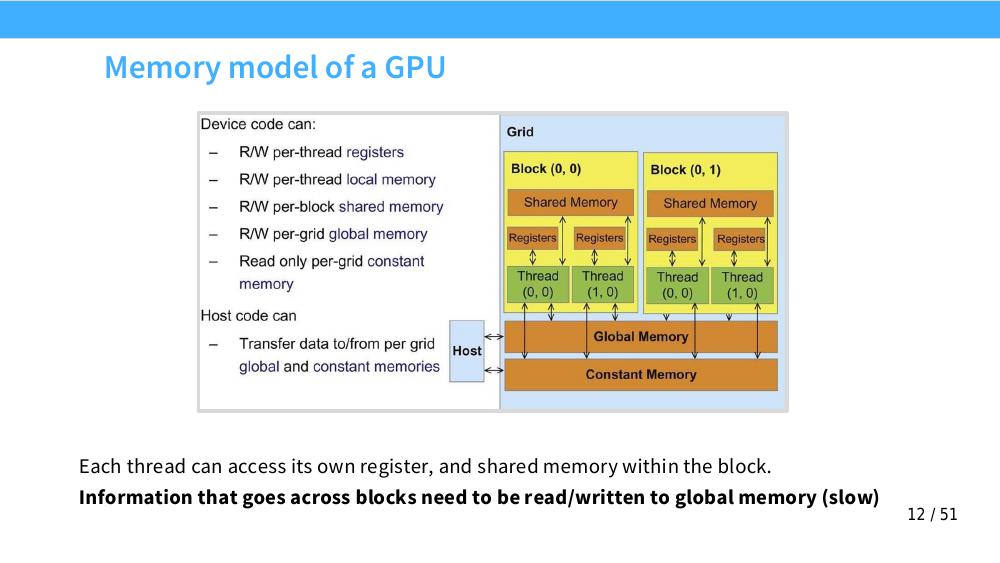 Memory model of a GPU
Device code can:
– R/W per-thread registers
– R/W per-thread local memory
– R/W per-block shared memory
– R/W per-grid global memory
– Read only per-grid constant
memory
Host code can
– Transfer data to/from per grid
global and constant memories
Grid
Block (0, 0)
Shared Memory
Registers
Registers
Thread
(0, 0)
Thread
(1, 0)
Block (0, 1)
Shared Memory
Registers
Registers
Thread
(0, 0)
Thread
(1, 0)
Host
Global Memory
Constant Memory
Each thread can access its own register, and shared memory within the block.
Information that goes across blocks need to be read/written to global memory (slow)
12 / 51